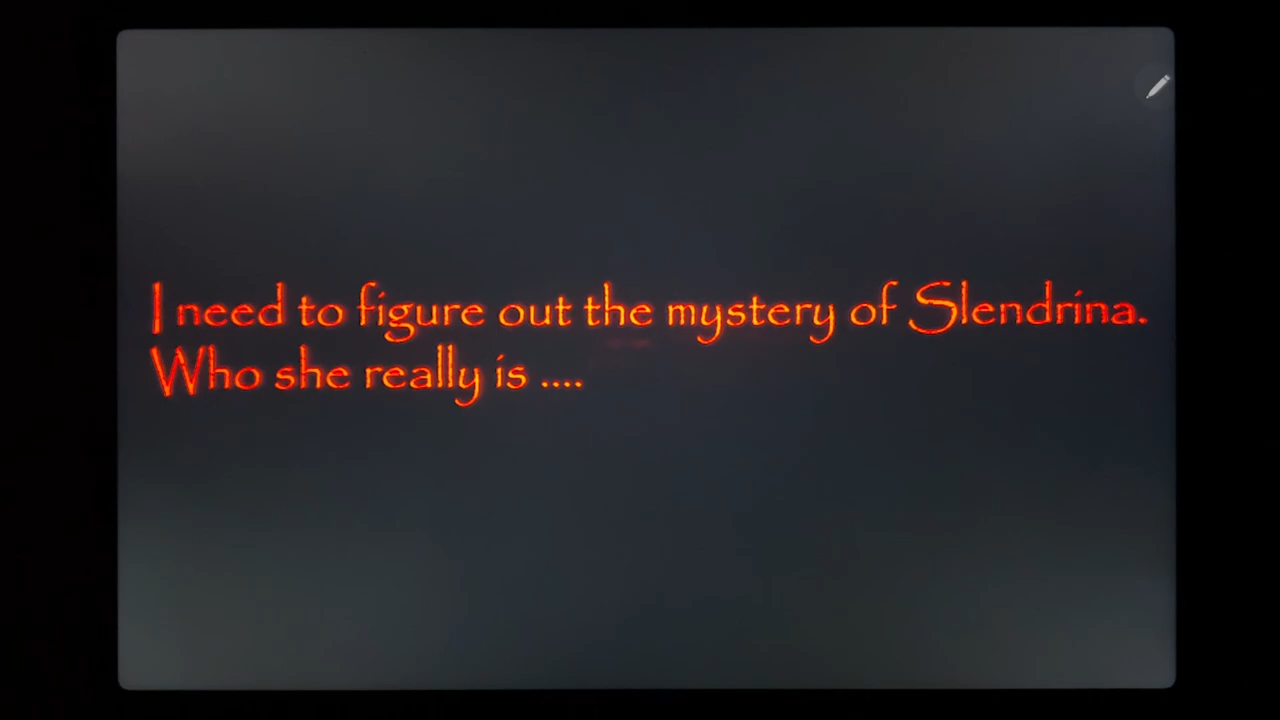 I need to figure out the mystery of Slendrina.
Who she really is ....